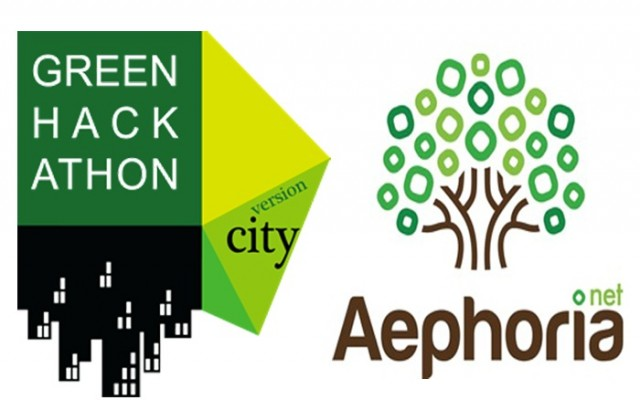 GREEN
HACK
ATHON
version
city
net
Aephoria